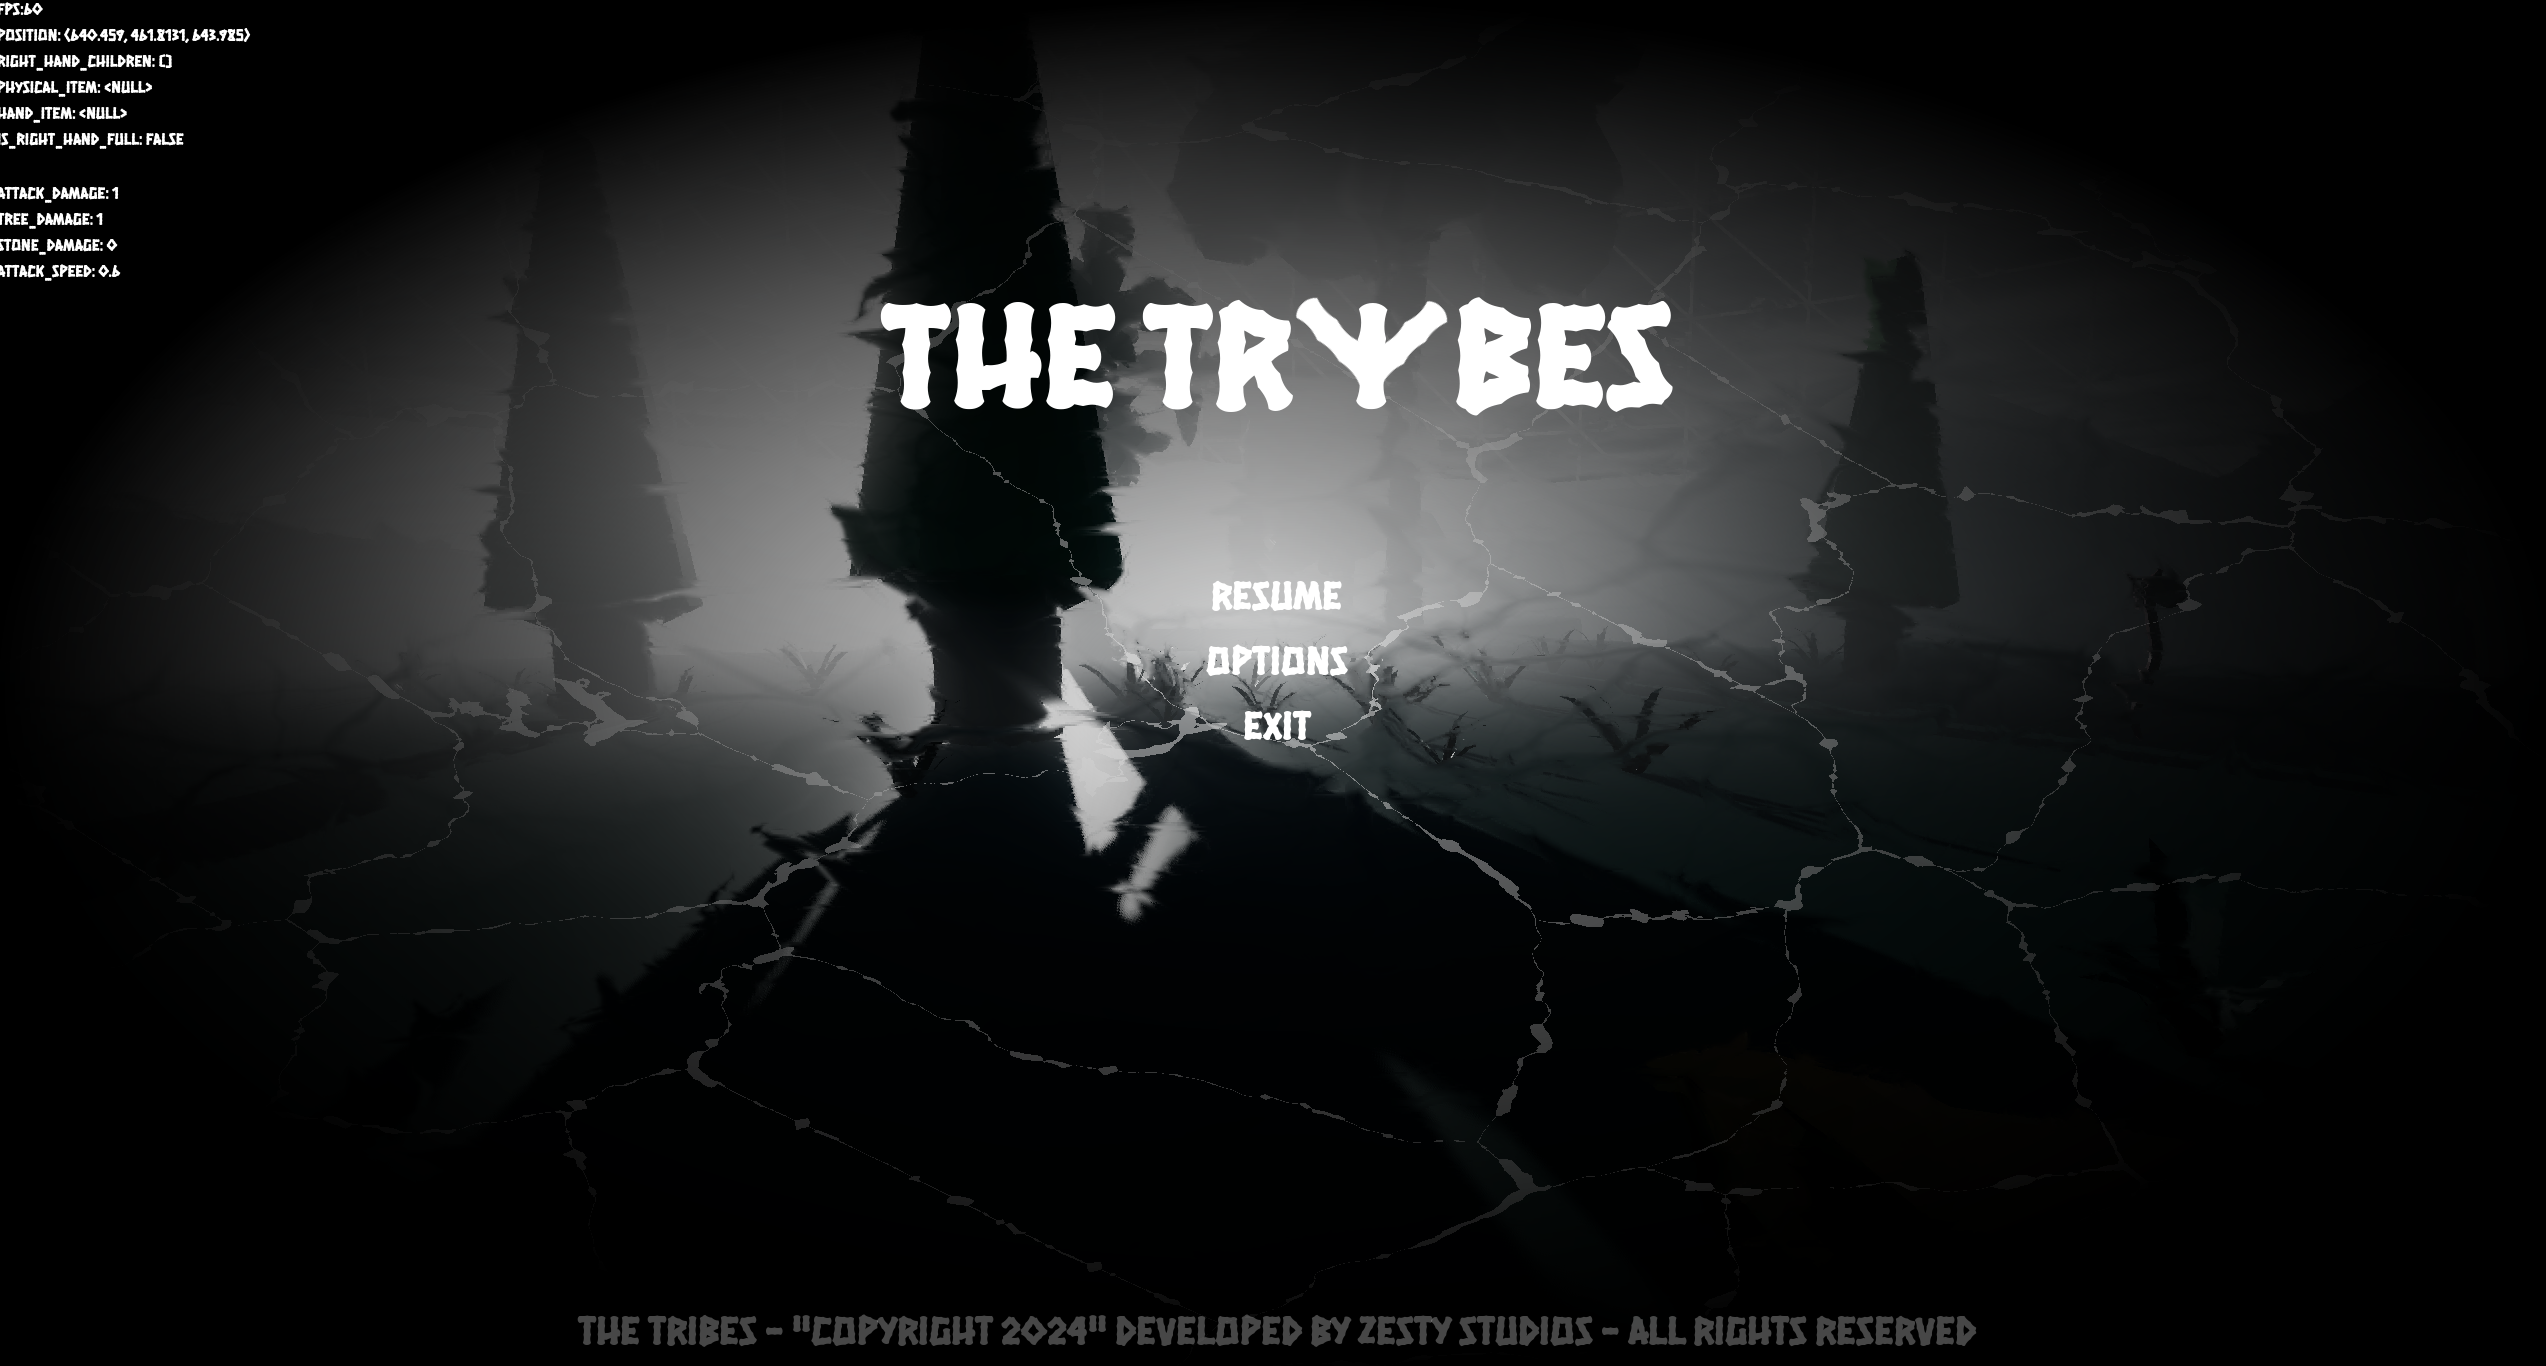 FPS:60
POSITION: (640.459, 461.8131, 643.985)
RIGHT_HAND_CHILDREN: []
PHYSICAL_ITEM: <NULL>
HAND_ITEM: <NULL>
IS_RIGHT_HAND_FULL: FALSE
ATTACK_DAMAGE: 1
TREE_DAMAGE: 1
STONE_DAMAGE: 0
ATTACK_SPEED: 0.6
THE TRYBES
RESUME
OPTIONS
EXIT
THE TRIBES - "COPYRIGHT 2024" DEVELOPED BY ZESTY STUDIOS - ALL RIGHTS RESERVED